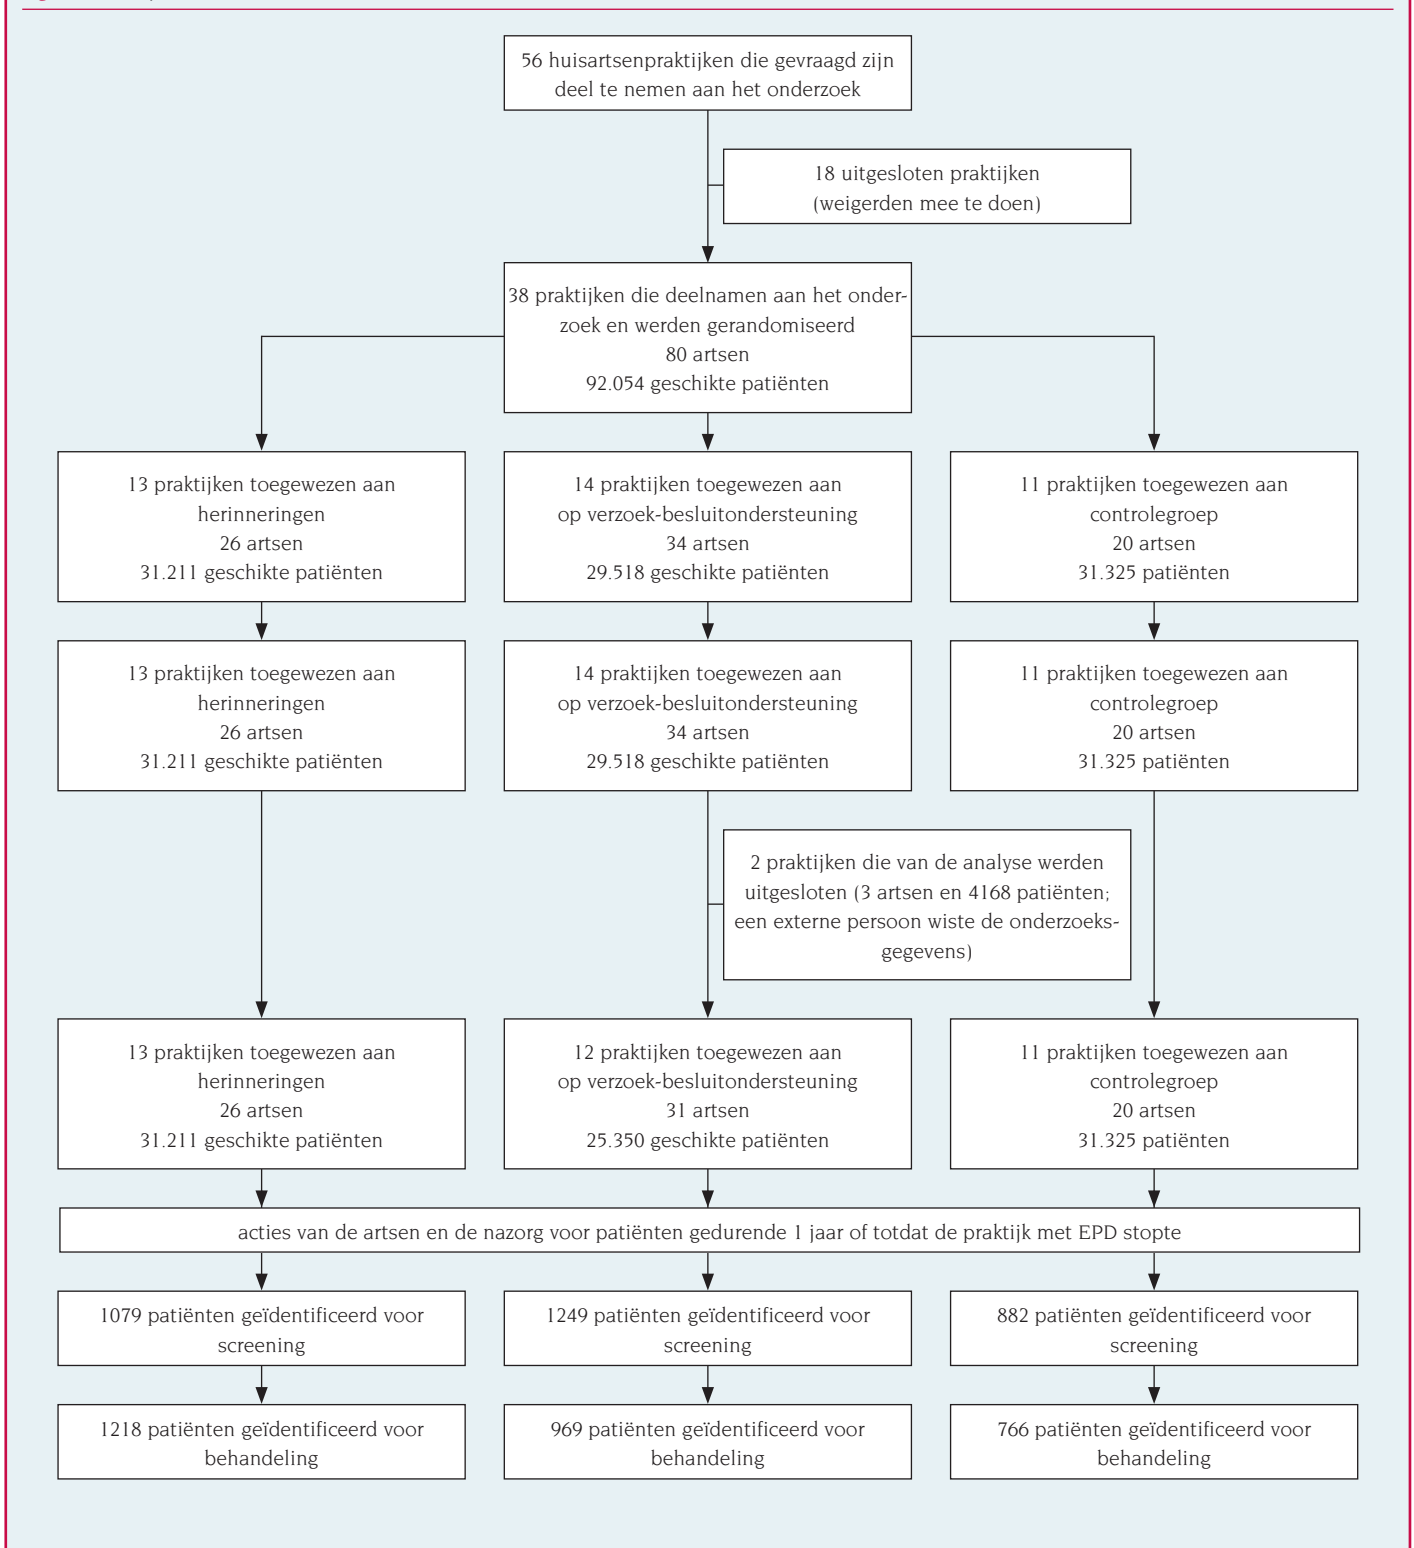 56 huisartsenpraktijken die gevraagd zijn
deel te nemen aan het onderzoek
18 uitgesloten praktijken
(weigerden mee te doen)
38 praktijken die deelnamen aan het onder-
zoek en werden gerandomiseerd
80 artsen
92.054 geschikte patiënten
13 praktijken toegewezen aan
herinneringen
26 artsen
31.211 geschikte patiënten
14 praktijken toegewezen aan
op verzoek-besluitondersteuning
34 artsen
29.518 geschikte patiënten
11 praktijken toegewezen aan
controlegroep
20 artsen
31.325 patiënten
13 praktijken toegewezen aan
herinneringen
26 artsen
31.211 geschikte patiënten
14 praktijken toegewezen aan
op verzoek-besluitondersteuning
34 artsen
29.518 geschikte patiënten
11 praktijken toegewezen aan
controlegroep
20 artsen
31.325 patiënten
2 praktijken die van de analyse werden
uitgesloten (3 artsen en 4168 patiënten;
een externe persoon wiste de onderzoeks-
gegevens)
13 praktijken toegewezen aan
herinneringen
26 artsen
31.211 geschikte patiënten
12 praktijken toegewezen aan
op verzoek-besluitondersteuning
31 artsen
25.350 geschikte patiënten
11 praktijken toegewezen aan
controlegroep
20 artsen
31.325 patiënten
acties van de artsen en de nazorg voor patiënten gedurende 1 jaar of totdat de praktijk met EPD stopte
1079 patiënten geïdentificeerd voor
screening
1249 patiënten geïdentificeerd voor
screening
882 patiënten geïdentificeerd voor
screening
1218 patiënten geïdentificeerd voor
behandeling
969 patiënten geïdentificeerd voor
behandeling
766 patiënten geïdentificeerd voor
behandeling